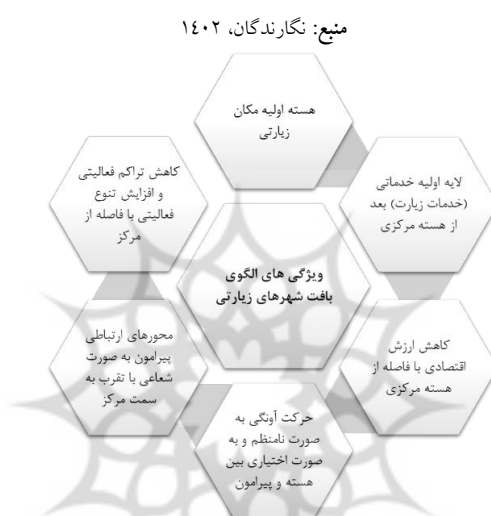 منبع: نگارندگان، ۱٤۰۲
هسته اولیه مکان
زیارتی
لایه اولیه خدماتی
(خدمات زیارت) بعد
از هسته مرکزی
کاهش ارزش
اقتصادی با فاصله از
هسته مرکزی
حرکت آونگی به
صورت نامنظم و به
صورت اختیاری بین
هسته و پیرامون
محورهای ارتباطی
پیرامون به صورت
شعاعی با تقرب به
سمت مرکز
کاهش تراکم فعالیتی
و افزایش تنوع
فعالیتی با فاصله از
مرکز
ویژگی های الگوی
بافت شهرهای زیارتی